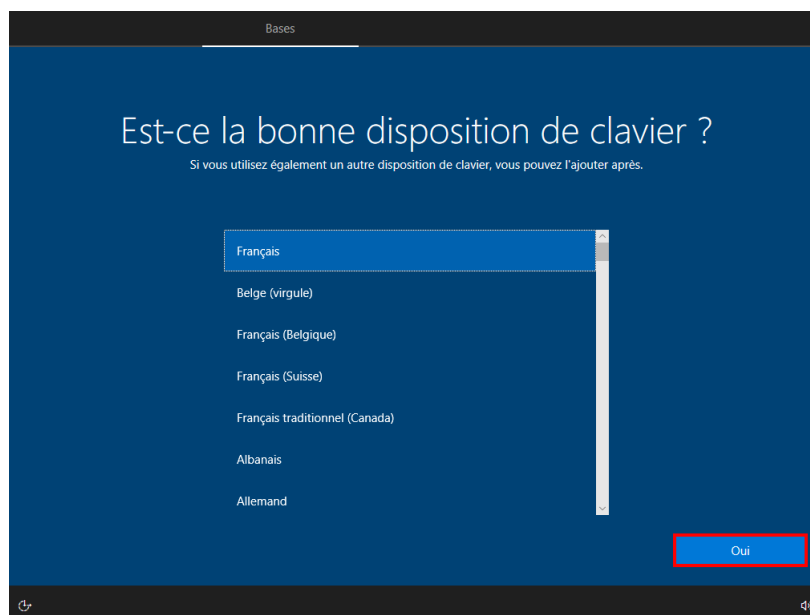 Bases
Est-ce la bonne disposition de clavier ?
Si vous utilisez également un autre disposition de clavier, vous pouvez l'ajouter après.
Français
Belge (virgule)
Français (Belgique)
Français (Suisse)
Français traditionnel (Canada)
Albanais
Allemand
Oui